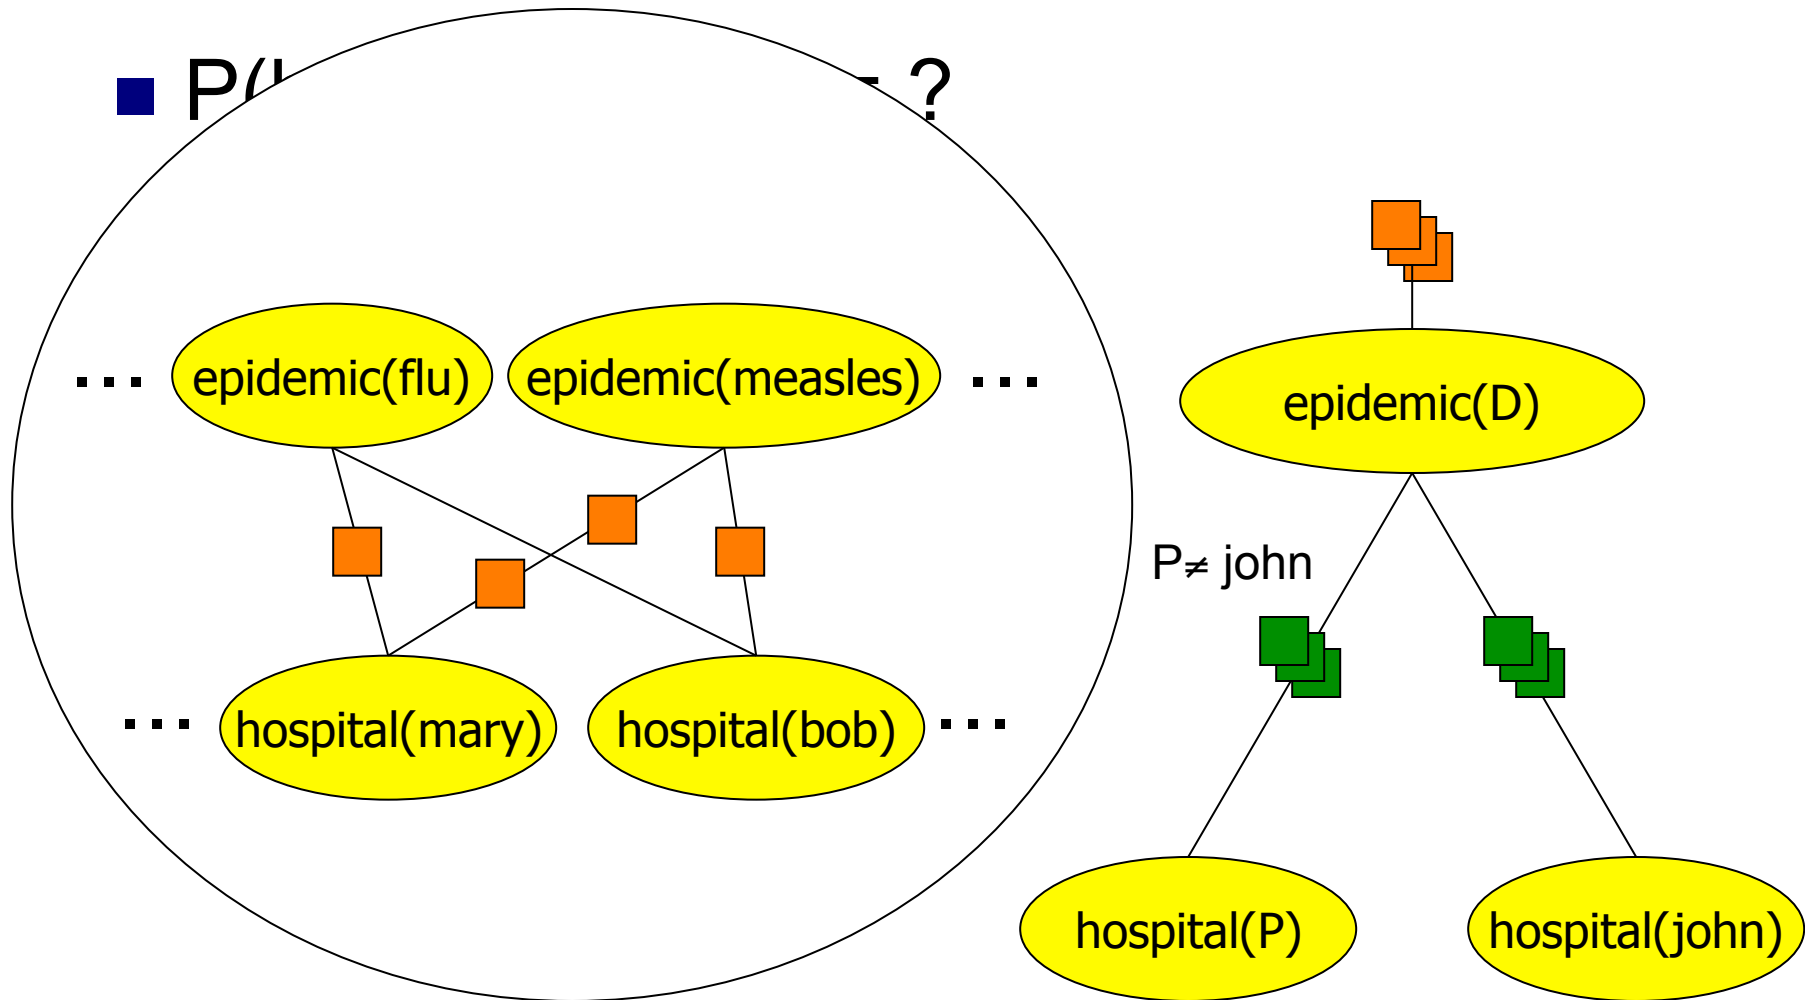 P( = ?
epidemic(flu)
epidemic(measles)
...
...
epidemic(D)
P≠ john
hospital(mary)
hospital(bob)
...
...
hospital(P)
hospital(john)